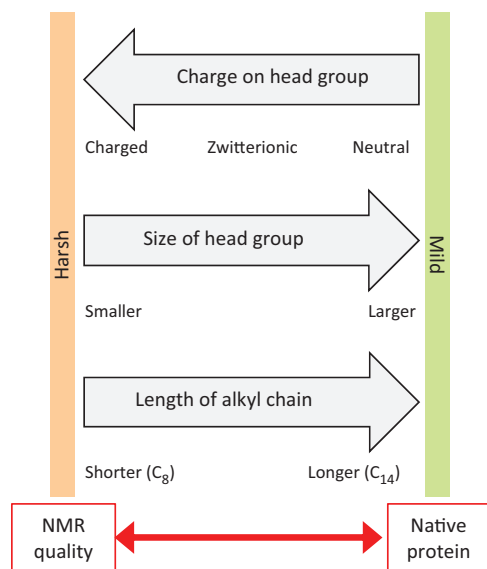 Charge on head group
Charged Zwitterionic Neutral
Harsh
Size of head group
Mild
Smaller Larger
Length of alkyl chain
Shorter (C₈) Longer (C₁₄)
NMR quality
Native protein